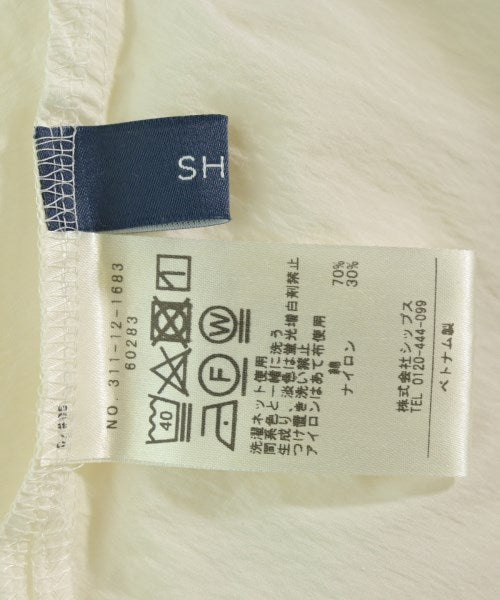 SH
NO. 311-12-1683
60283
40
F
W
洗濯ネット使用
同系色と一緒に洗う
生成り、淡色は蛍光増白剤禁止
つけ置き洗い禁止
アイロンはあて布使用
綿 70%
ナイロン 30%
株式会社シップス
TEL 0120-444-099
ベトナム製